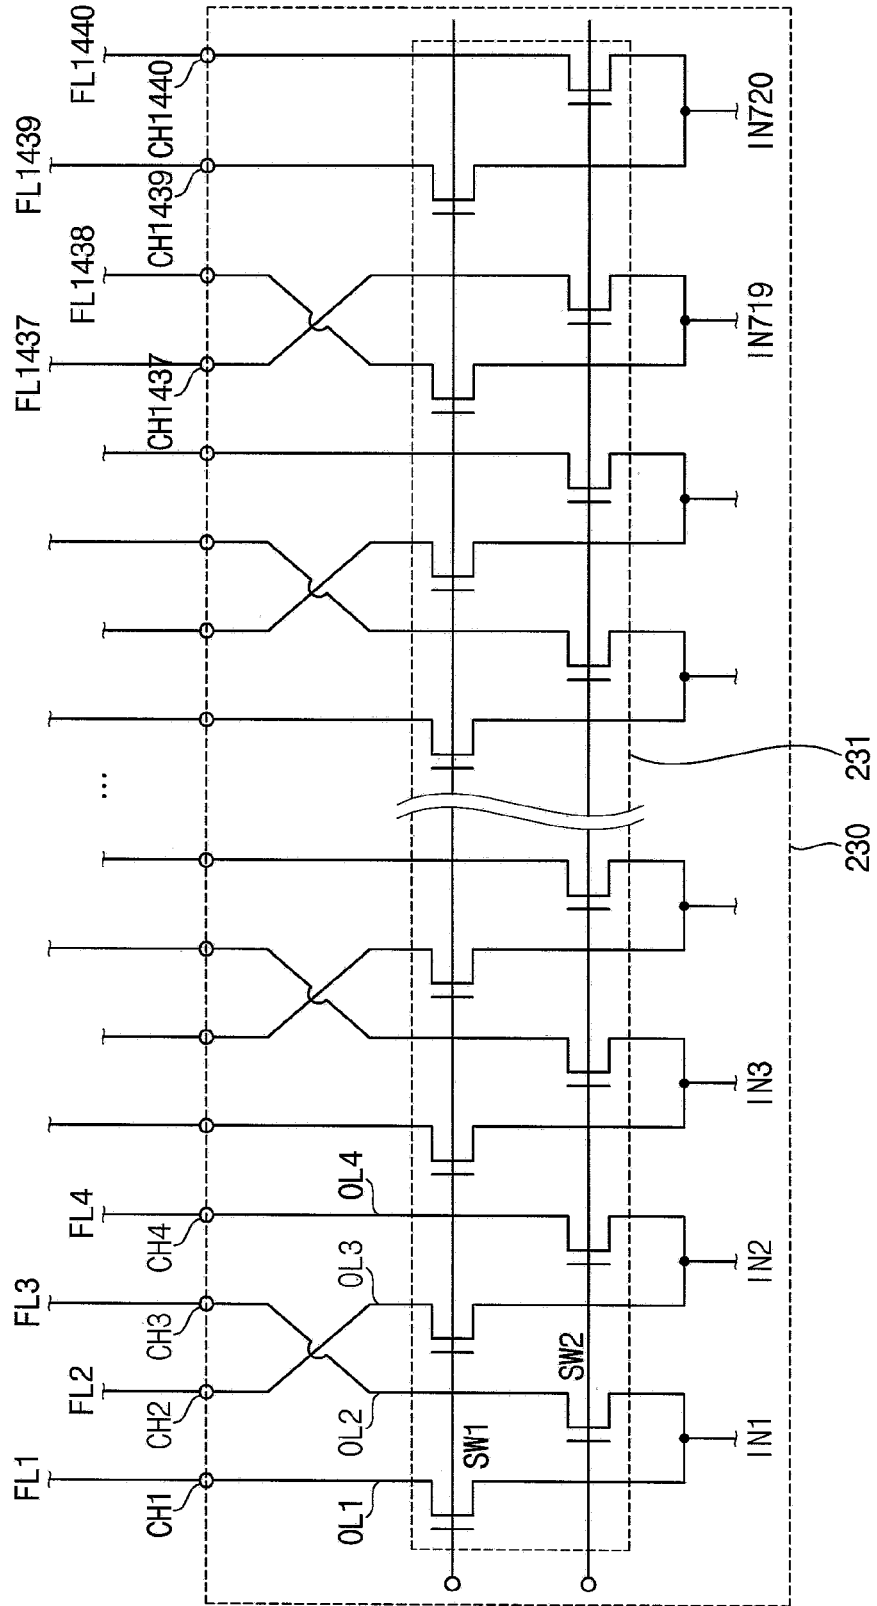 FL1
FL2
FL3
FL4
...
FL1437
FL1438
FL1439
FL1440
CH1
CH2
CH3
CH4
CH1437
CH1439
CH1440
OL1
OL2
OL3
OL4
SW1
SW2
IN1
IN2
IN3
IN719
IN720
231
230